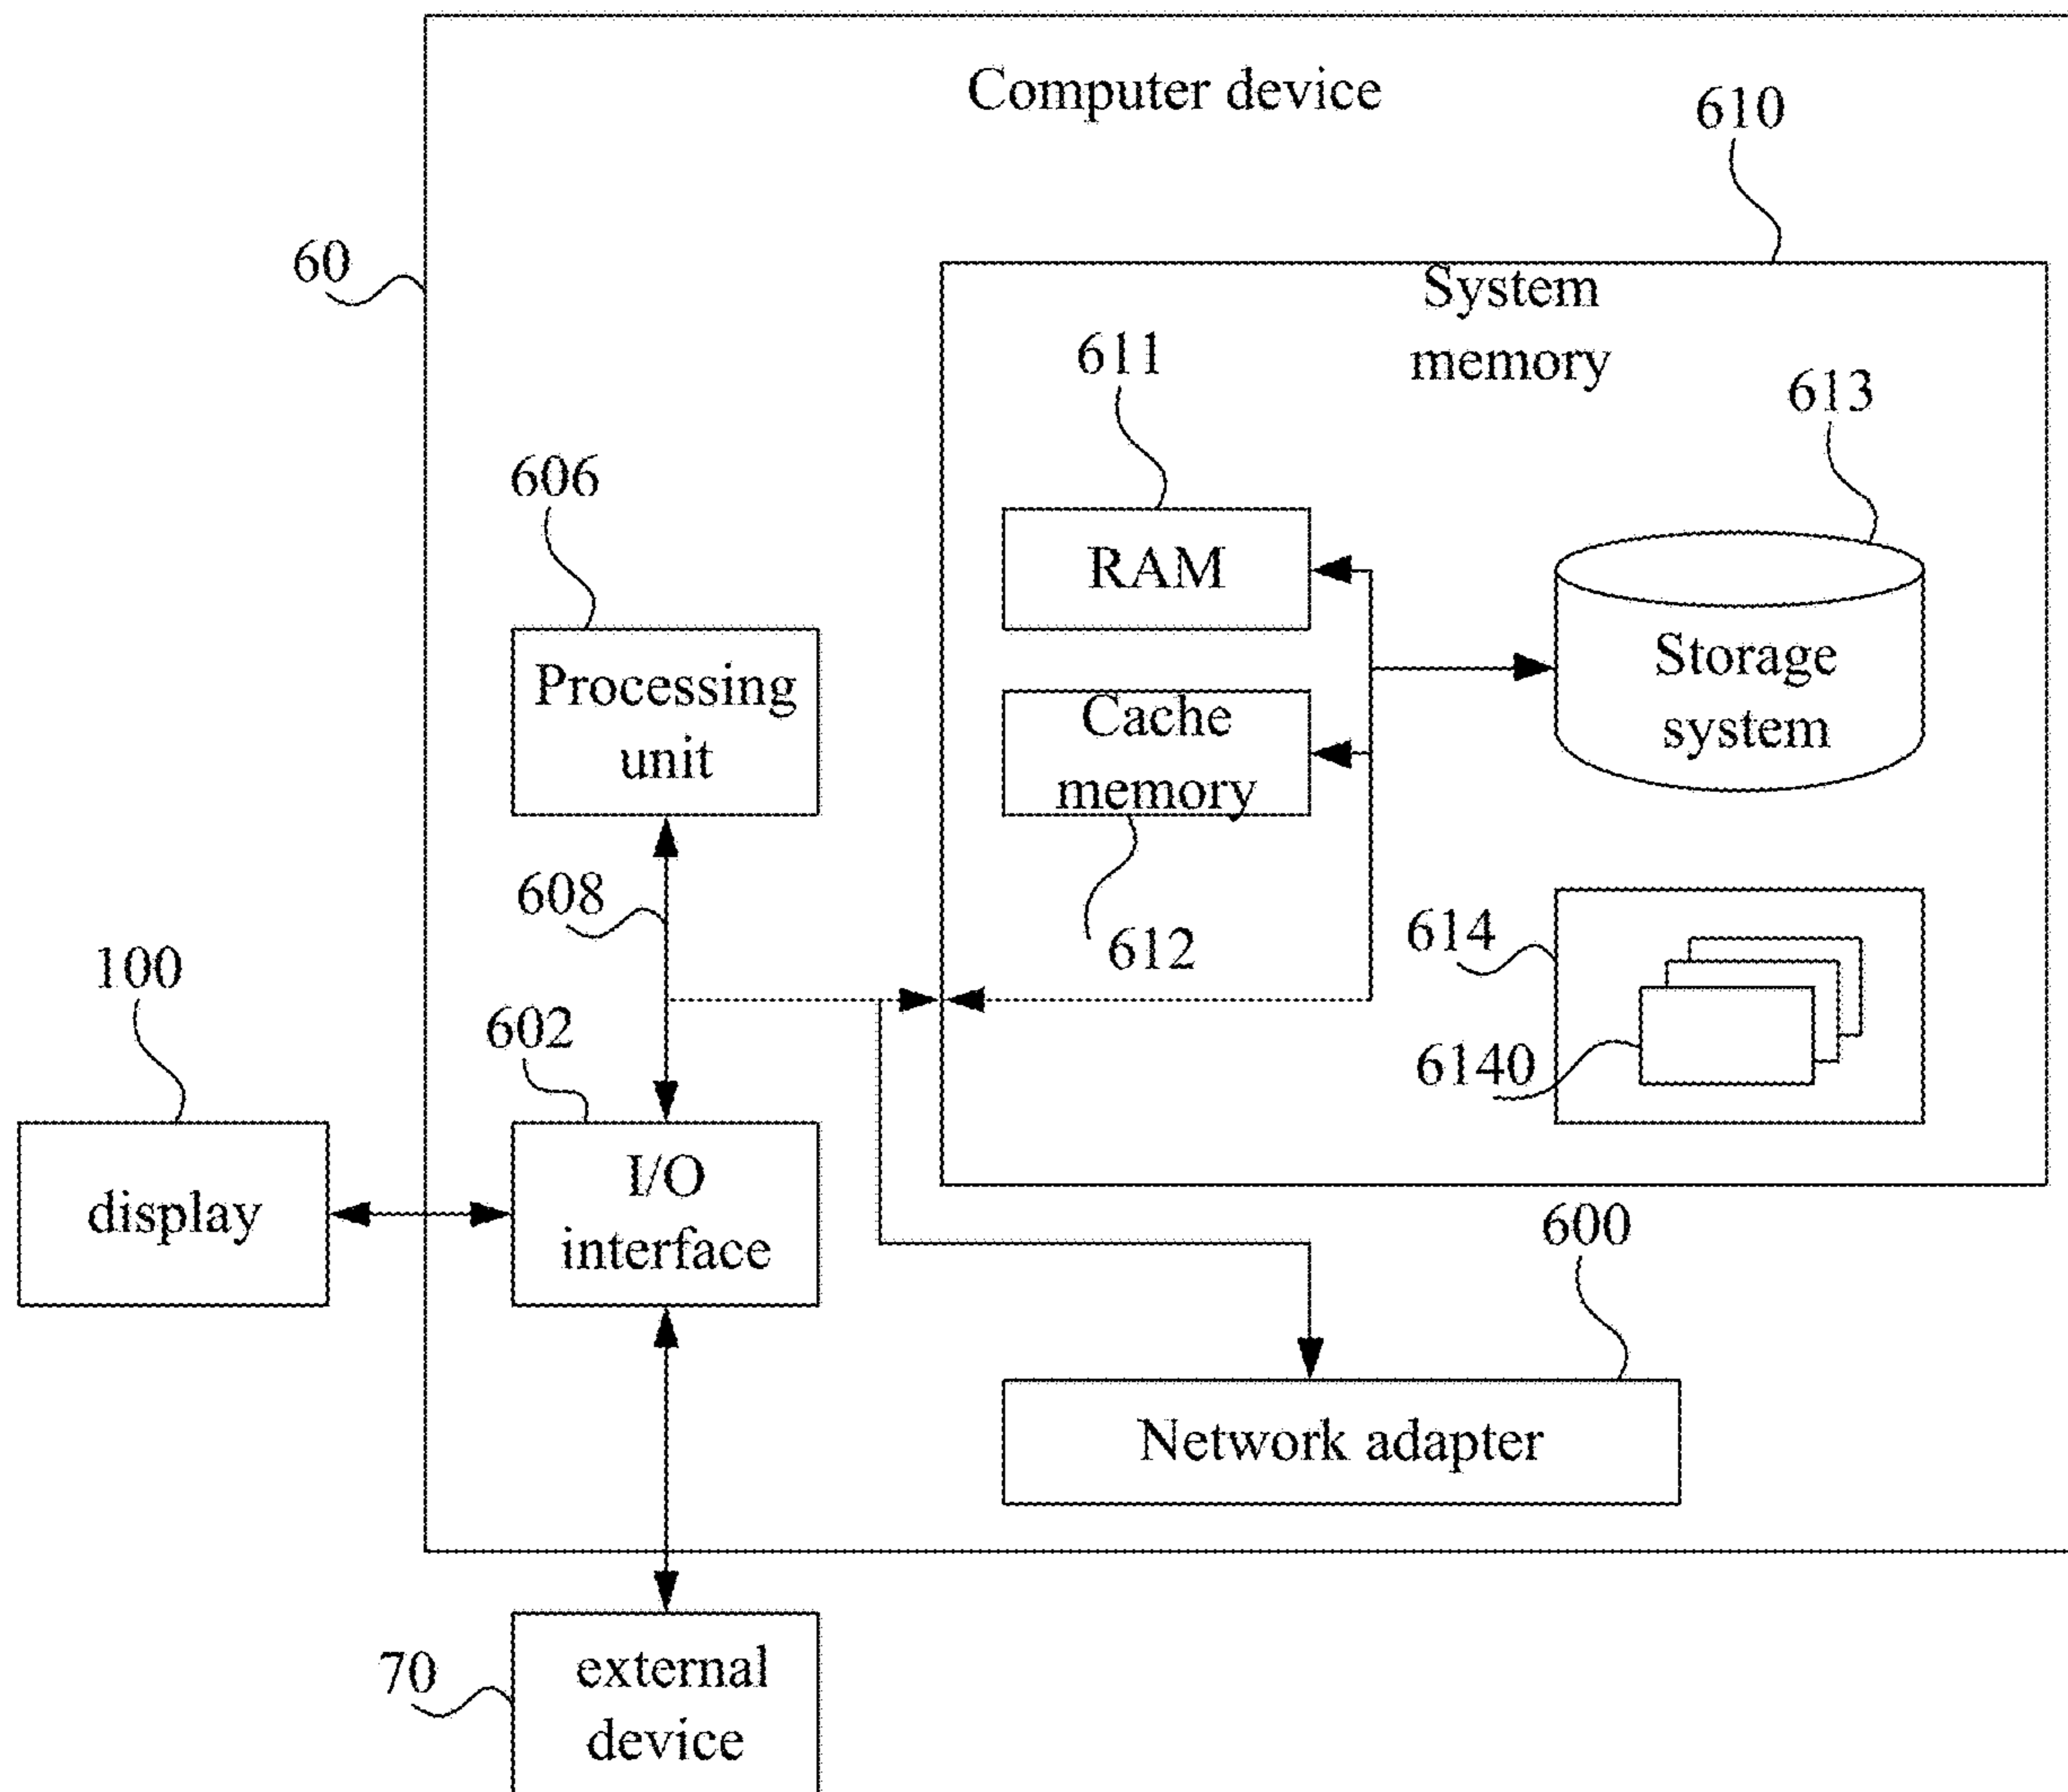 Computer device
610
60
System
memory
611
613
606
RAM
Processing
unit
Storage
system
Cache
memory
608
612
614
100
602
6140
display
I/O
interface
600
Network adapter
70
external
device